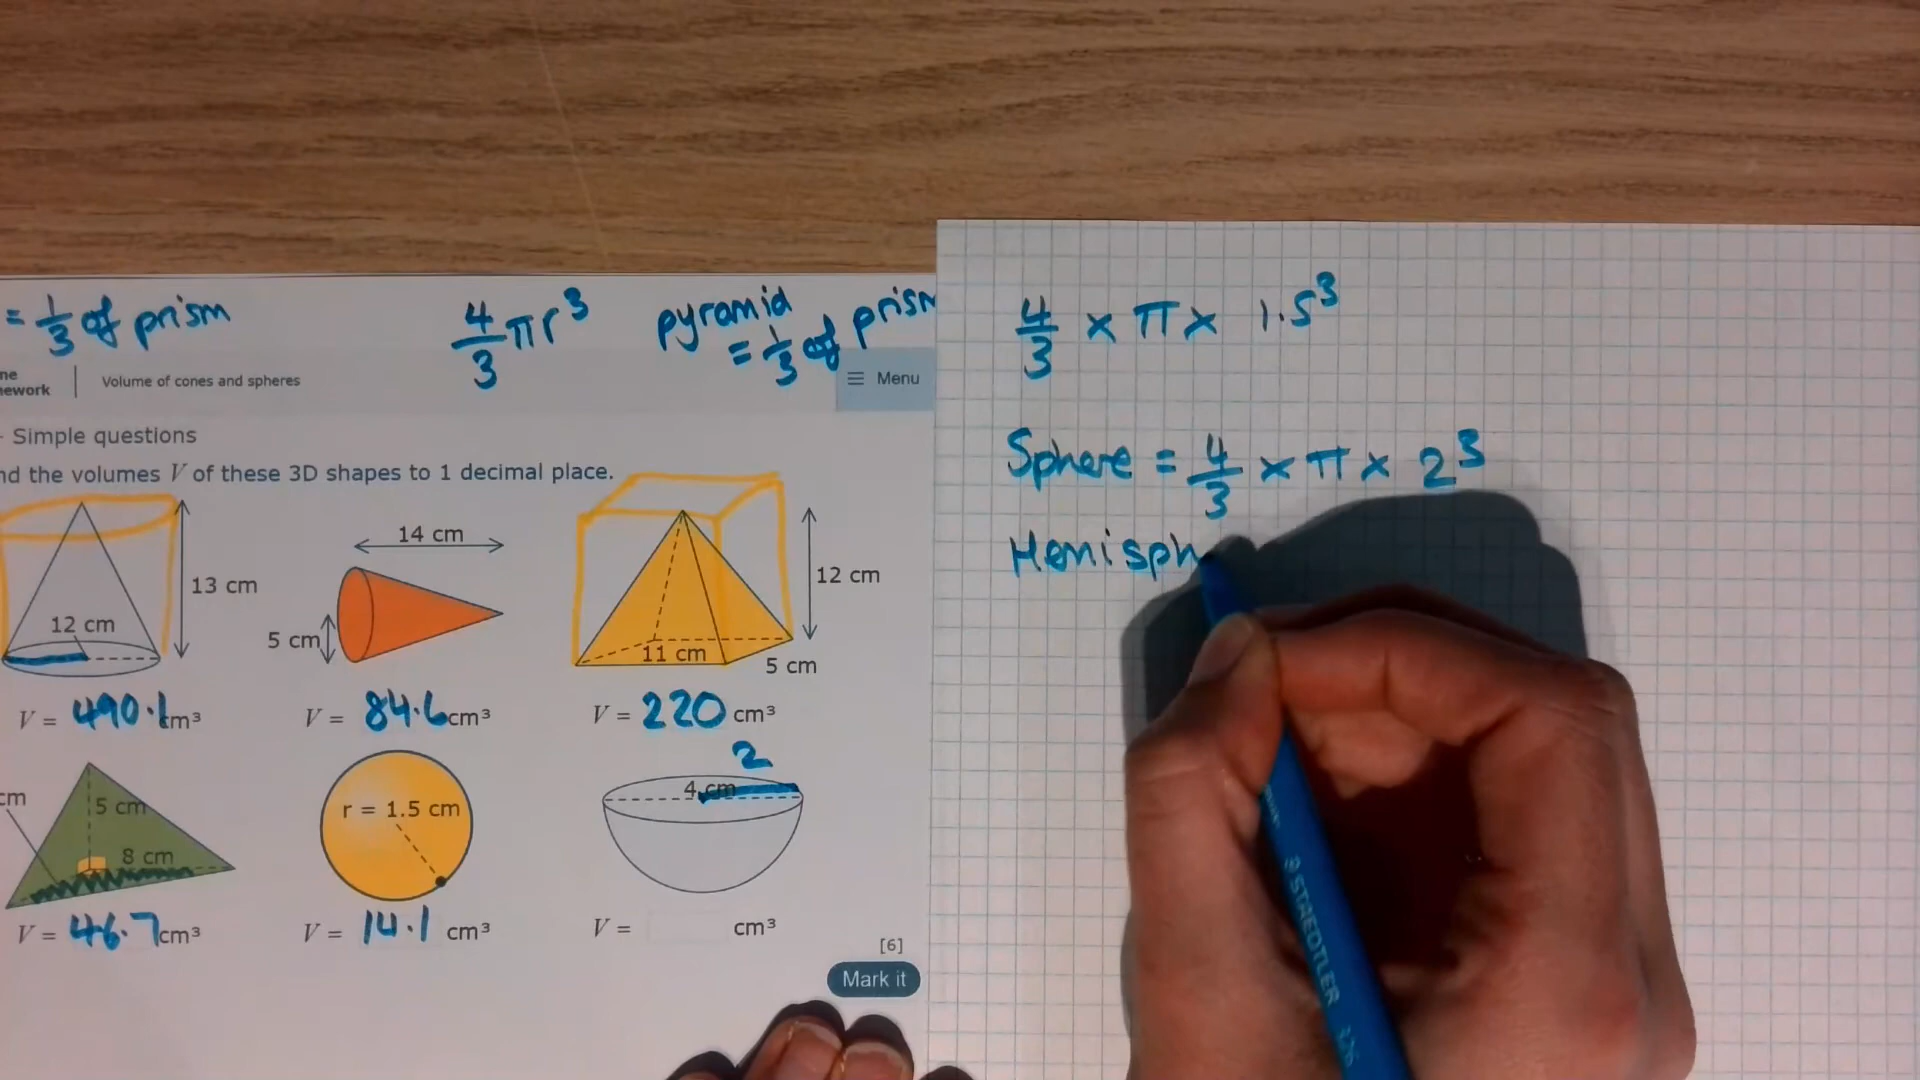 = 1/3 of prism
4/3 πr³
pyramid
= 1/3 of prism
Volume of cones and spheres
Menu
Simple questions
the volumes V of these 3D shapes to 1 decimal place.
13 cm
12 cm
14 cm
5 cm
12 cm
11 cm
5 cm
V = 490.1 cm³
V = 84.6 cm³
V = 220 cm³
cm
5 cm
8 cm
r = 1.5 cm
2
4 cm
V = 46.7 cm³
V = 14.1 cm³
V = cm³
[6]
Mark it
4/3 × π × 1.5³
Sphere = 4/3 × π × 2³
Hemisph
STAEDTLER